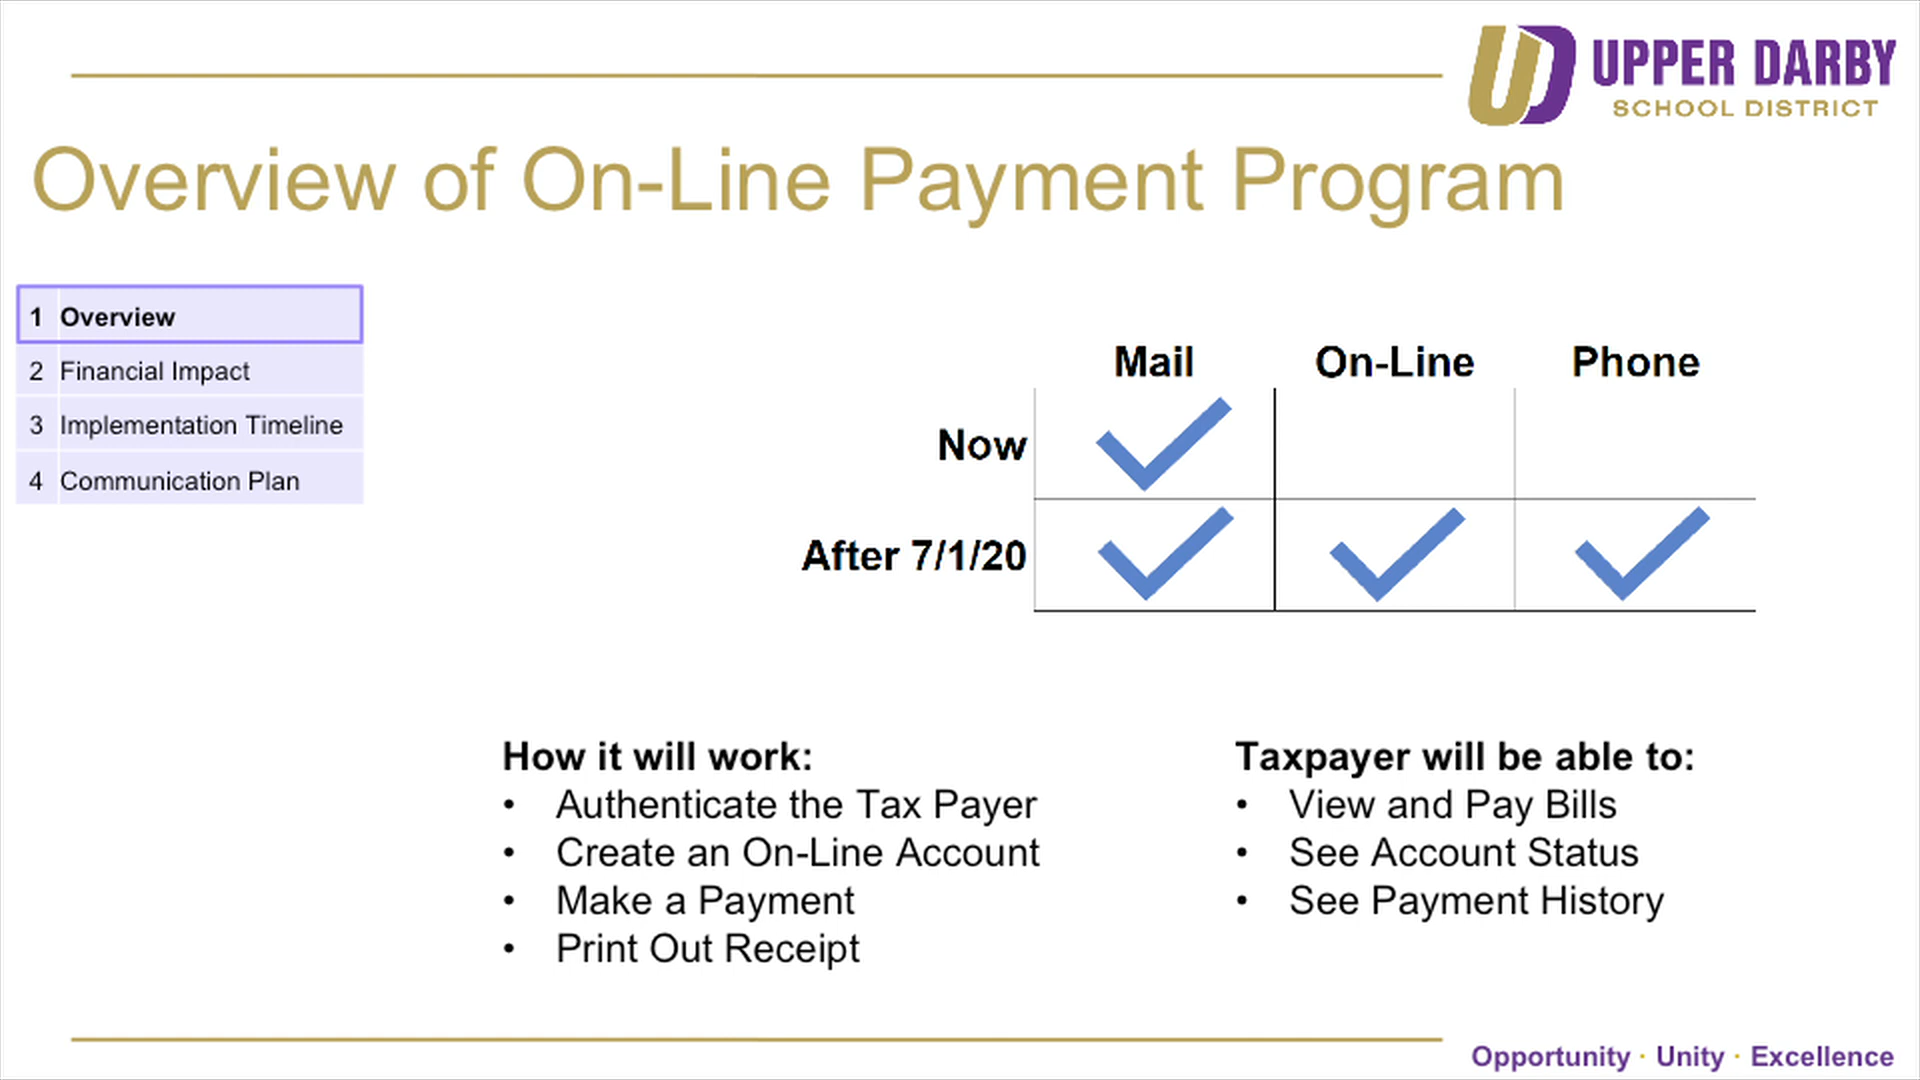 UD UPPER DARBY
SCHOOL DISTRICT
Overview of On-Line Payment Program
1 Overview
2 Financial Impact
3 Implementation Timeline
4 Communication Plan
Mail On-Line Phone
Now
After 7/1/20
How it will work:
• Authenticate the Tax Payer
• Create an On-Line Account
• Make a Payment
• Print Out Receipt
Taxpayer will be able to:
• View and Pay Bills
• See Account Status
• See Payment History
Opportunity · Unity · Excellence